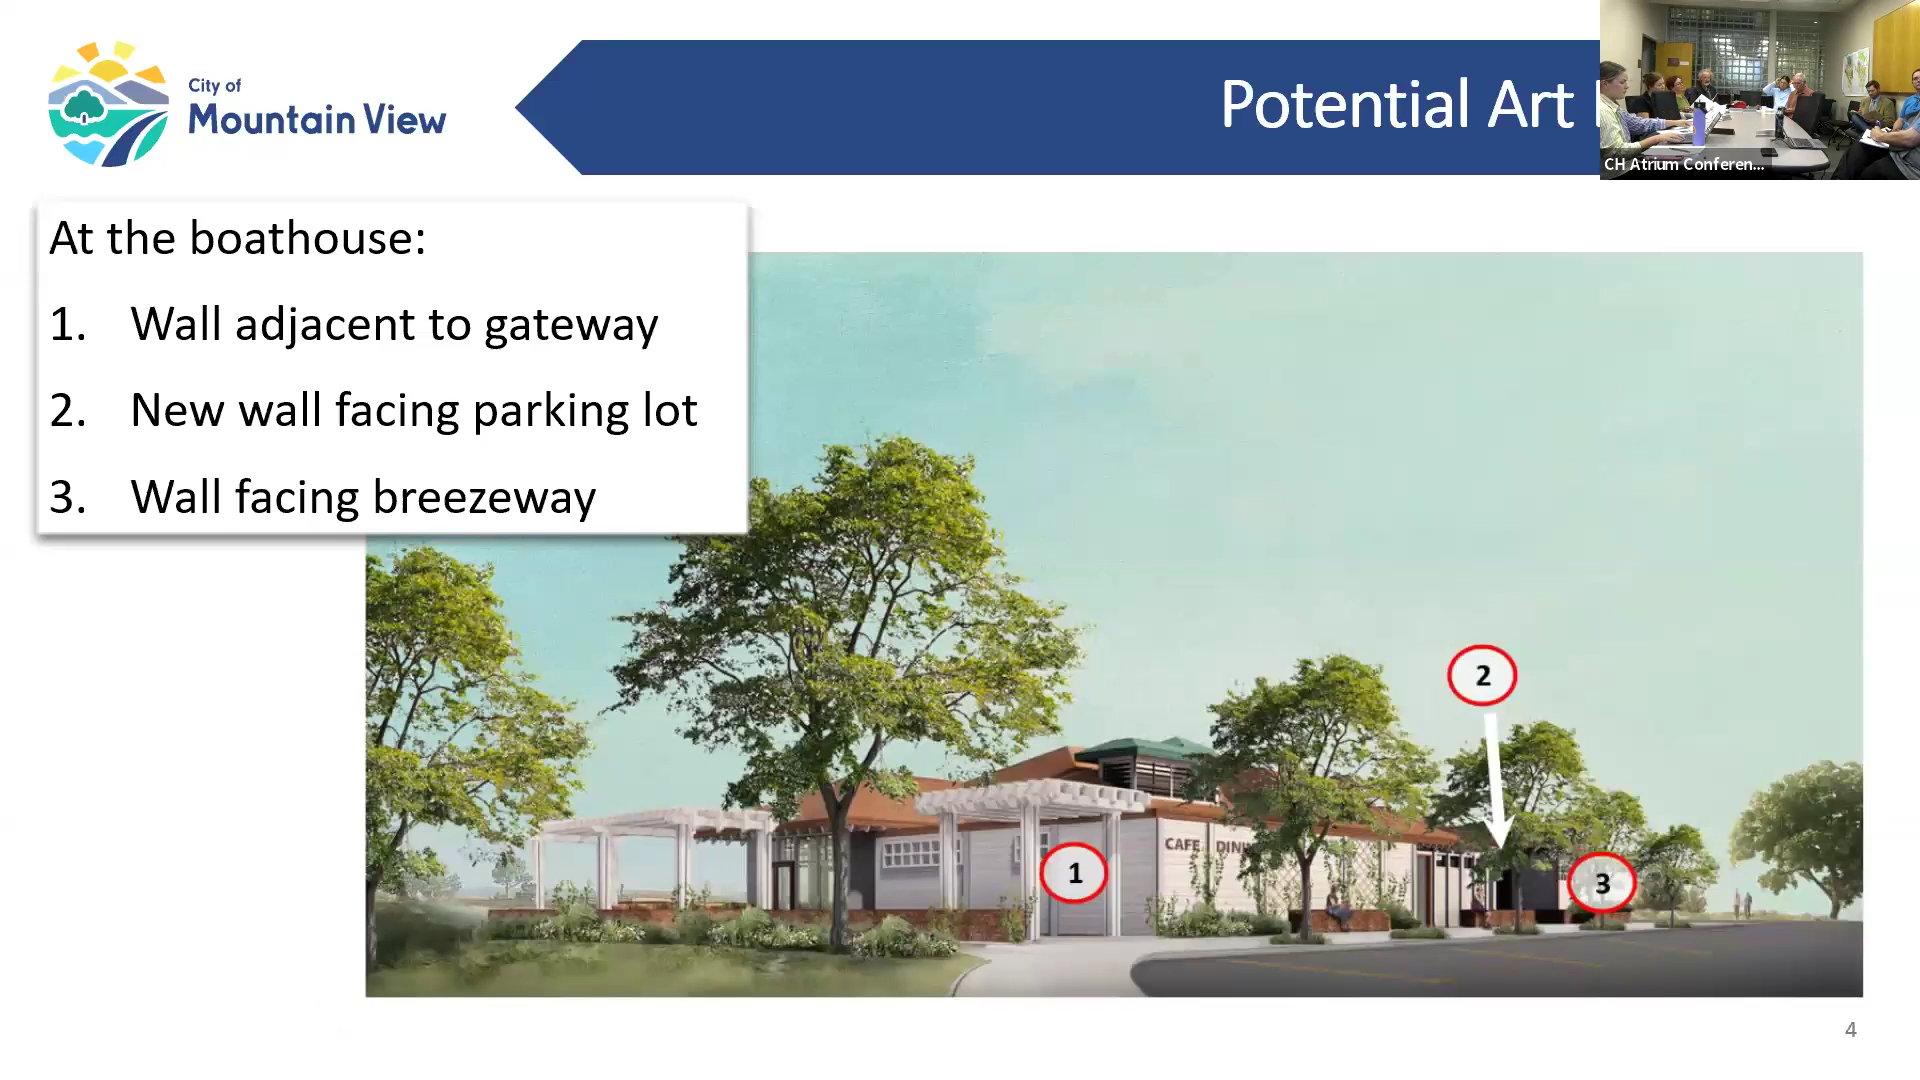 City of
Mountain View
Potential Art
CH Atrium Conferen...
At the boathouse:
1. Wall adjacent to gateway
2. New wall facing parking lot
3. Wall facing breezeway
2
1
CAFE
3
4